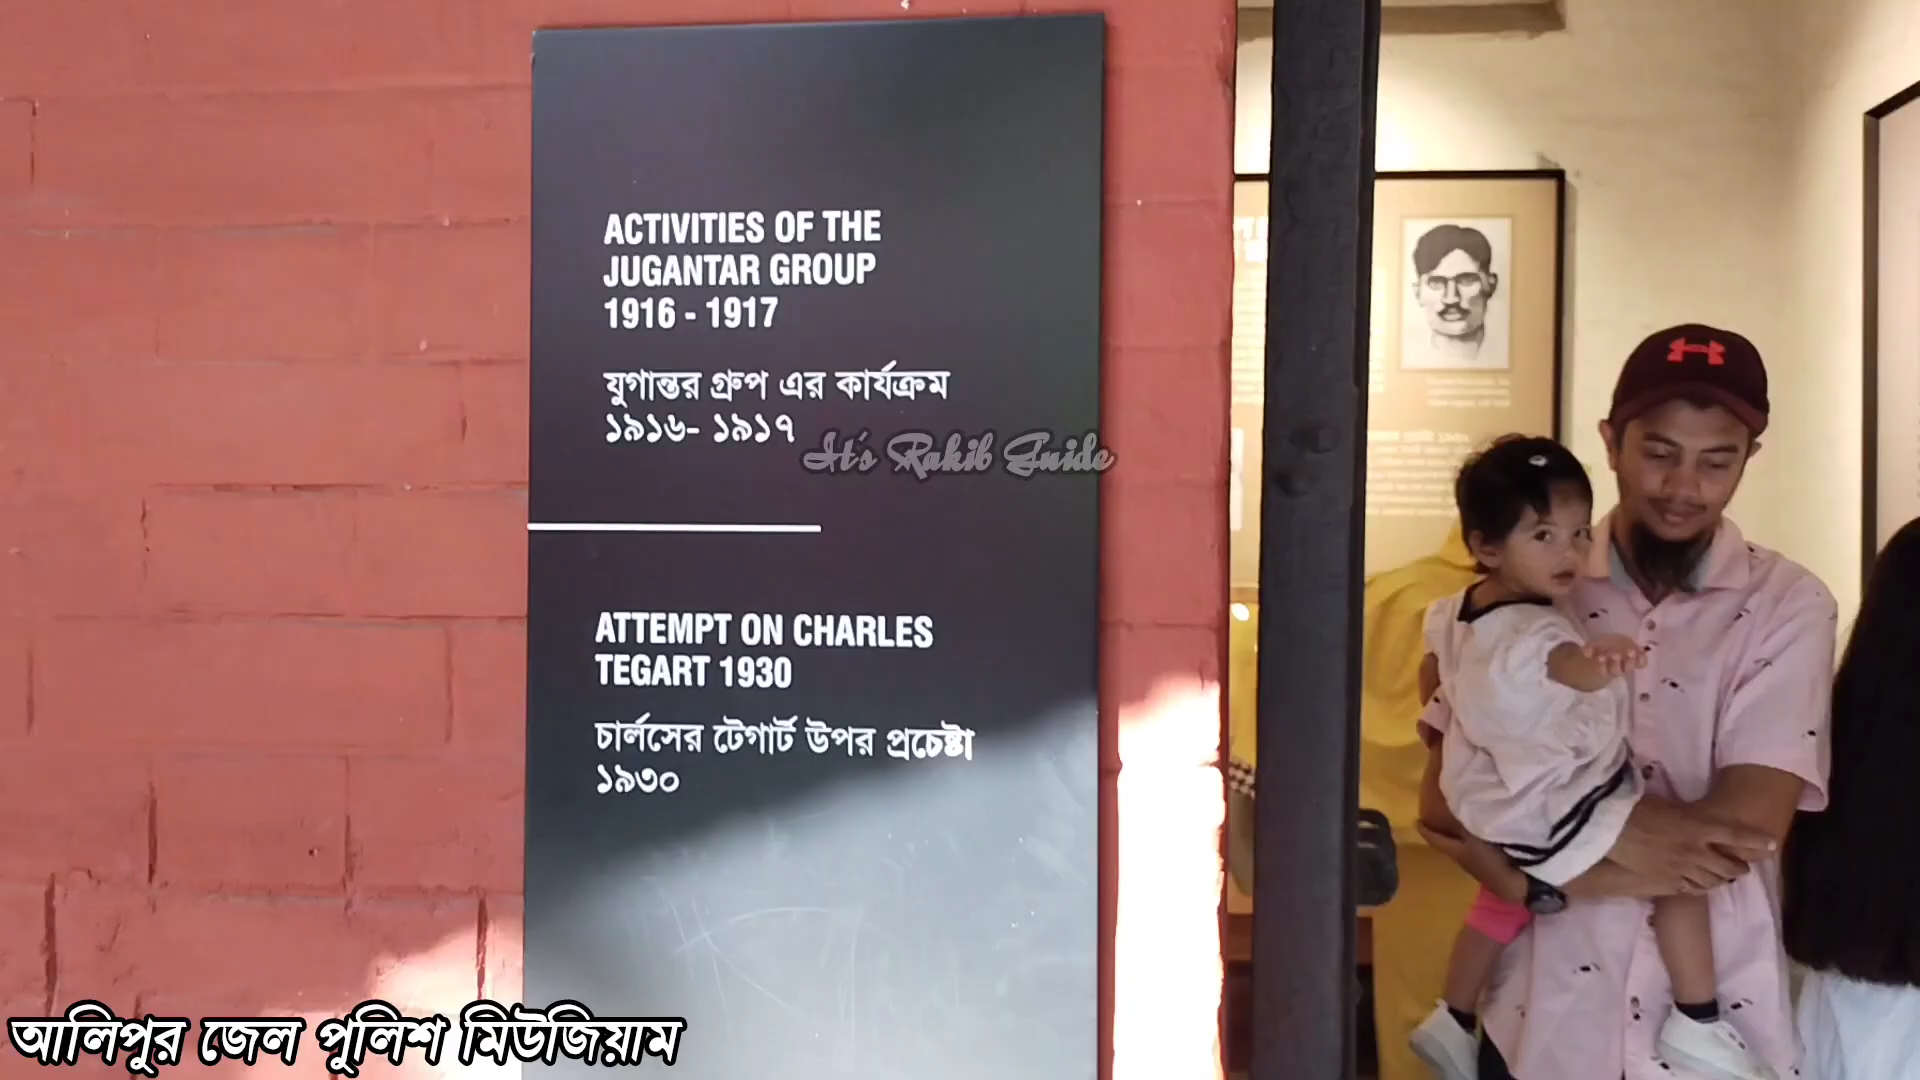 ACTIVITIES OF THE
JUGANTAR GROUP
1916 - 1917
যুগান্তর গ্রুপ এর কার্যক্রম
১৯১৬- ১৯১৭
It's Rakib Guide
ATTEMPT ON CHARLES
TEGART 1930
চার্লসের টেগার্ট উপর প্রচেষ্টা
১৯৩০
আলিপুর জেল পুলিশ মিউজিয়াম